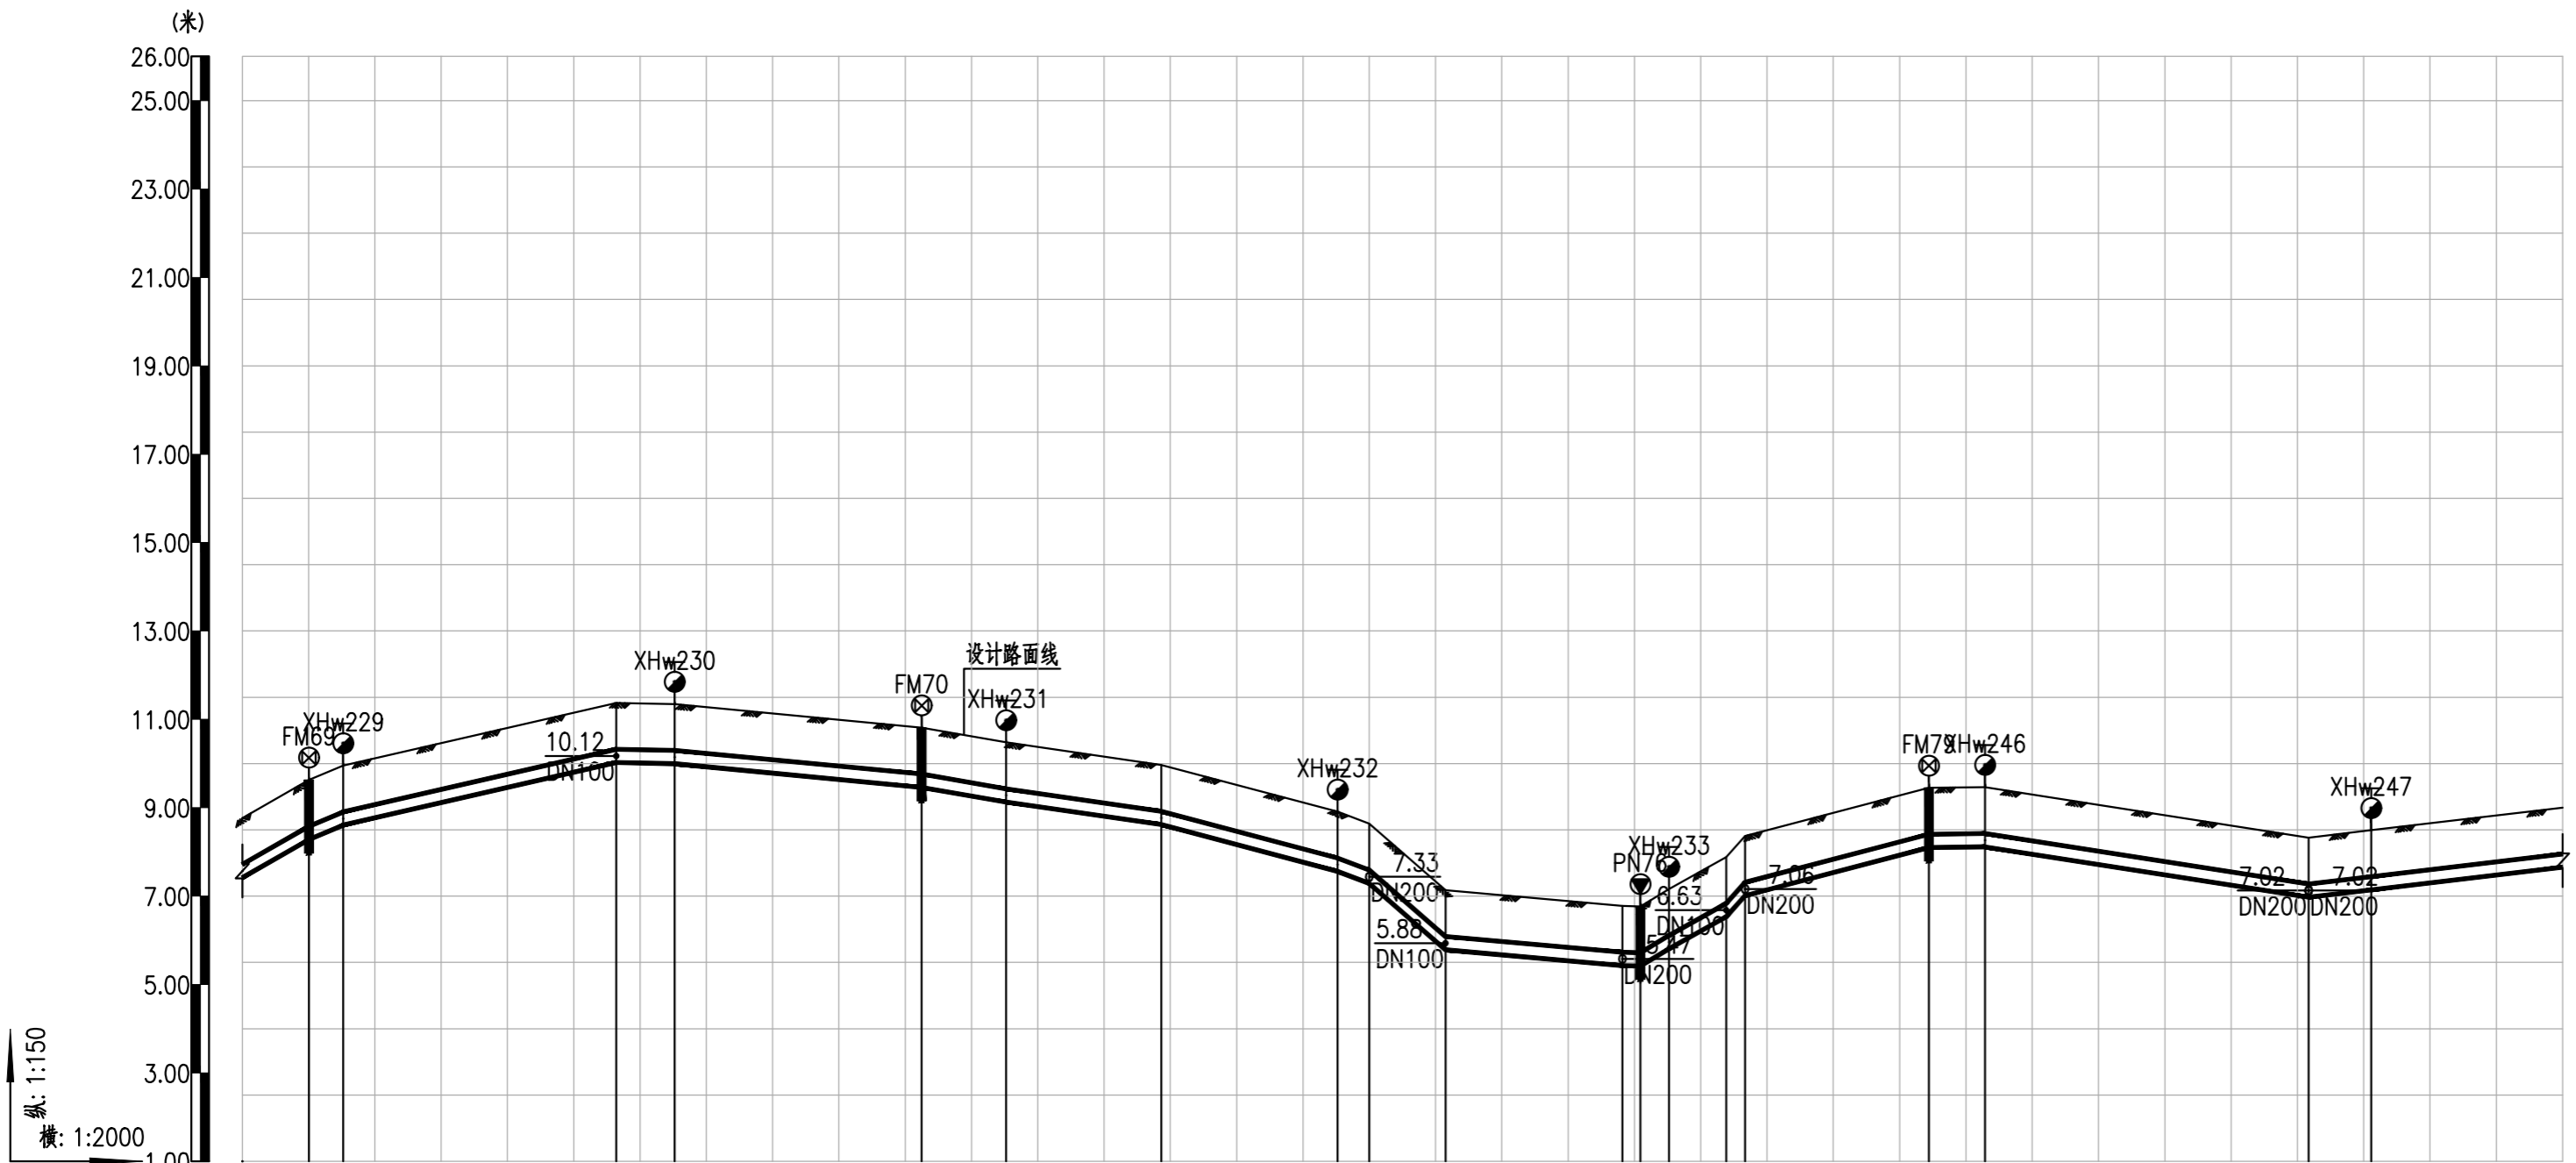 (米)
26.00
25.00
23.00
21.00
19.00
17.00
15.00
13.00
11.00
9.00
7.00
5.00
3.00
1.00
纵: 1:150
横: 1:2000
FM69
XHw229
10.12
DN100
XHw230
FM70
设计路面线
XHw231
XHw232
7.33
DN200
5.88
DN100
PN76
XHw233
6.63
DN100
5.47
DN200
7.06
DN200
FM79
XHw246
7.02
DN200
7.02
DN200
XHw247